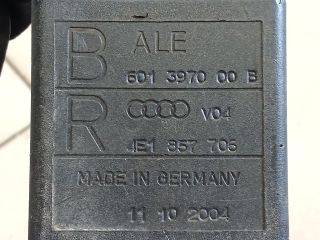 B ALE
601 3970 00 B
R V04
4E1 857 706
MADE IN GERMANY
11 10 2004